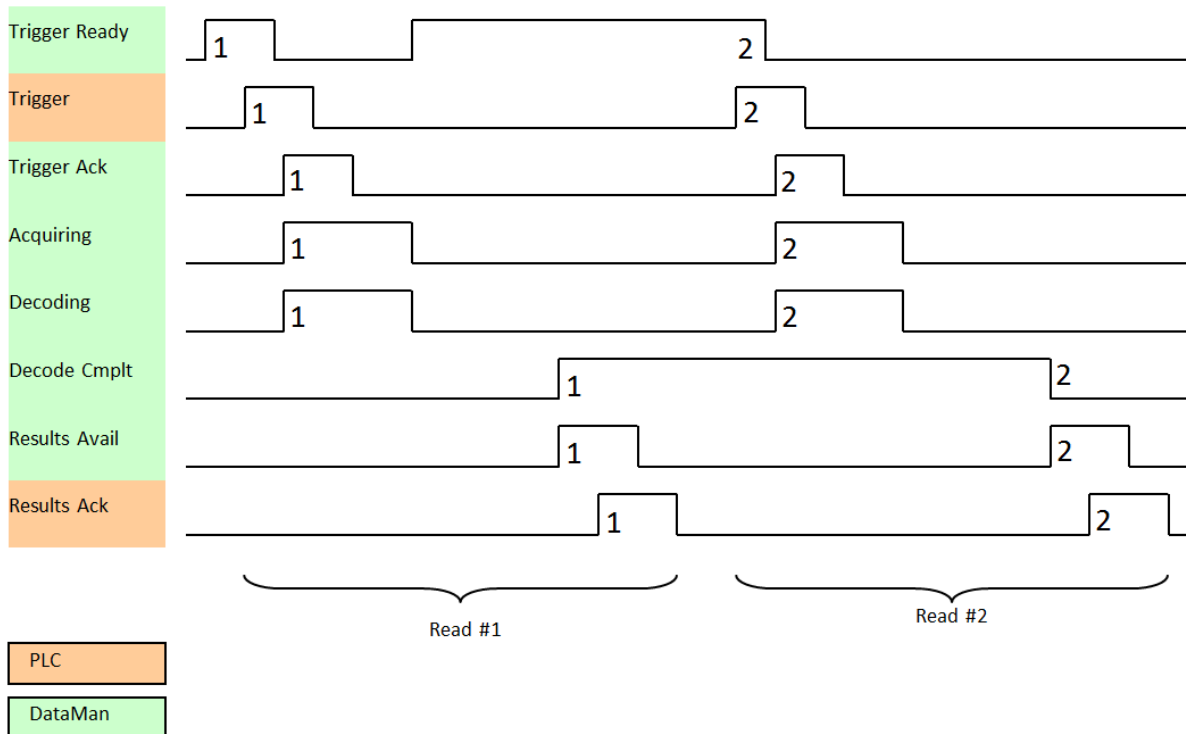 Trigger Ready 1 2
Trigger 1 2
Trigger Ack 1 2
Acquiring 1 2
Decoding 1 2
Decode Cmplt 1 2
Results Avail 1 2
Results Ack 1 2
Read #1 Read #2
PLC
DataMan